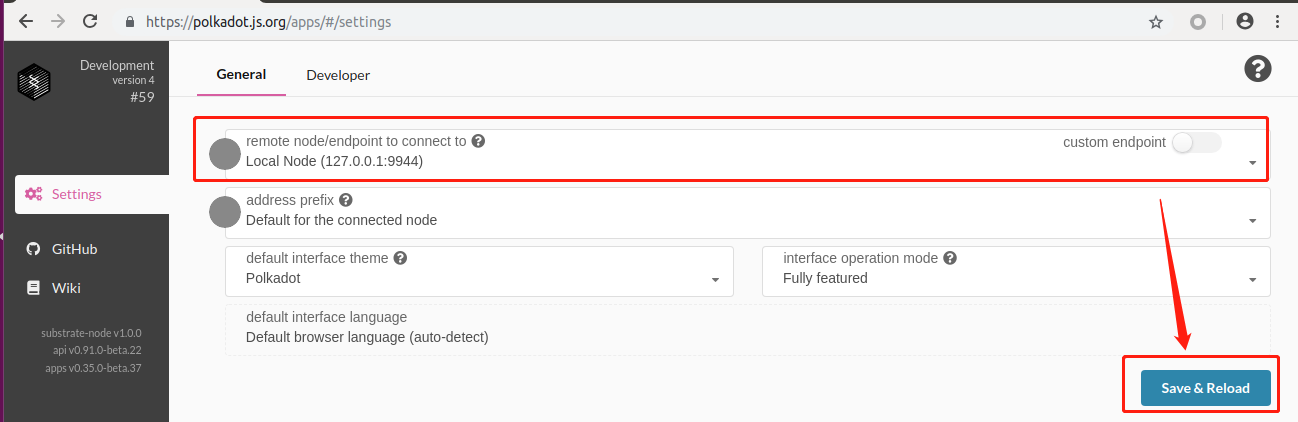 https://polkadot.js.org/apps/#/settings
Development
version 4
#59
Settings
GitHub
Wiki
substrate-node v1.0.0
api v0.91.0-beta.22
apps v0.35.0-beta.37
General
Developer
remote node/endpoint to connect to
custom endpoint
Local Node (127.0.0.1:9944)
address prefix
Default for the connected node
default interface theme
Polkadot
interface operation mode
Fully featured
default interface language
Default browser language (auto-detect)
Save & Reload